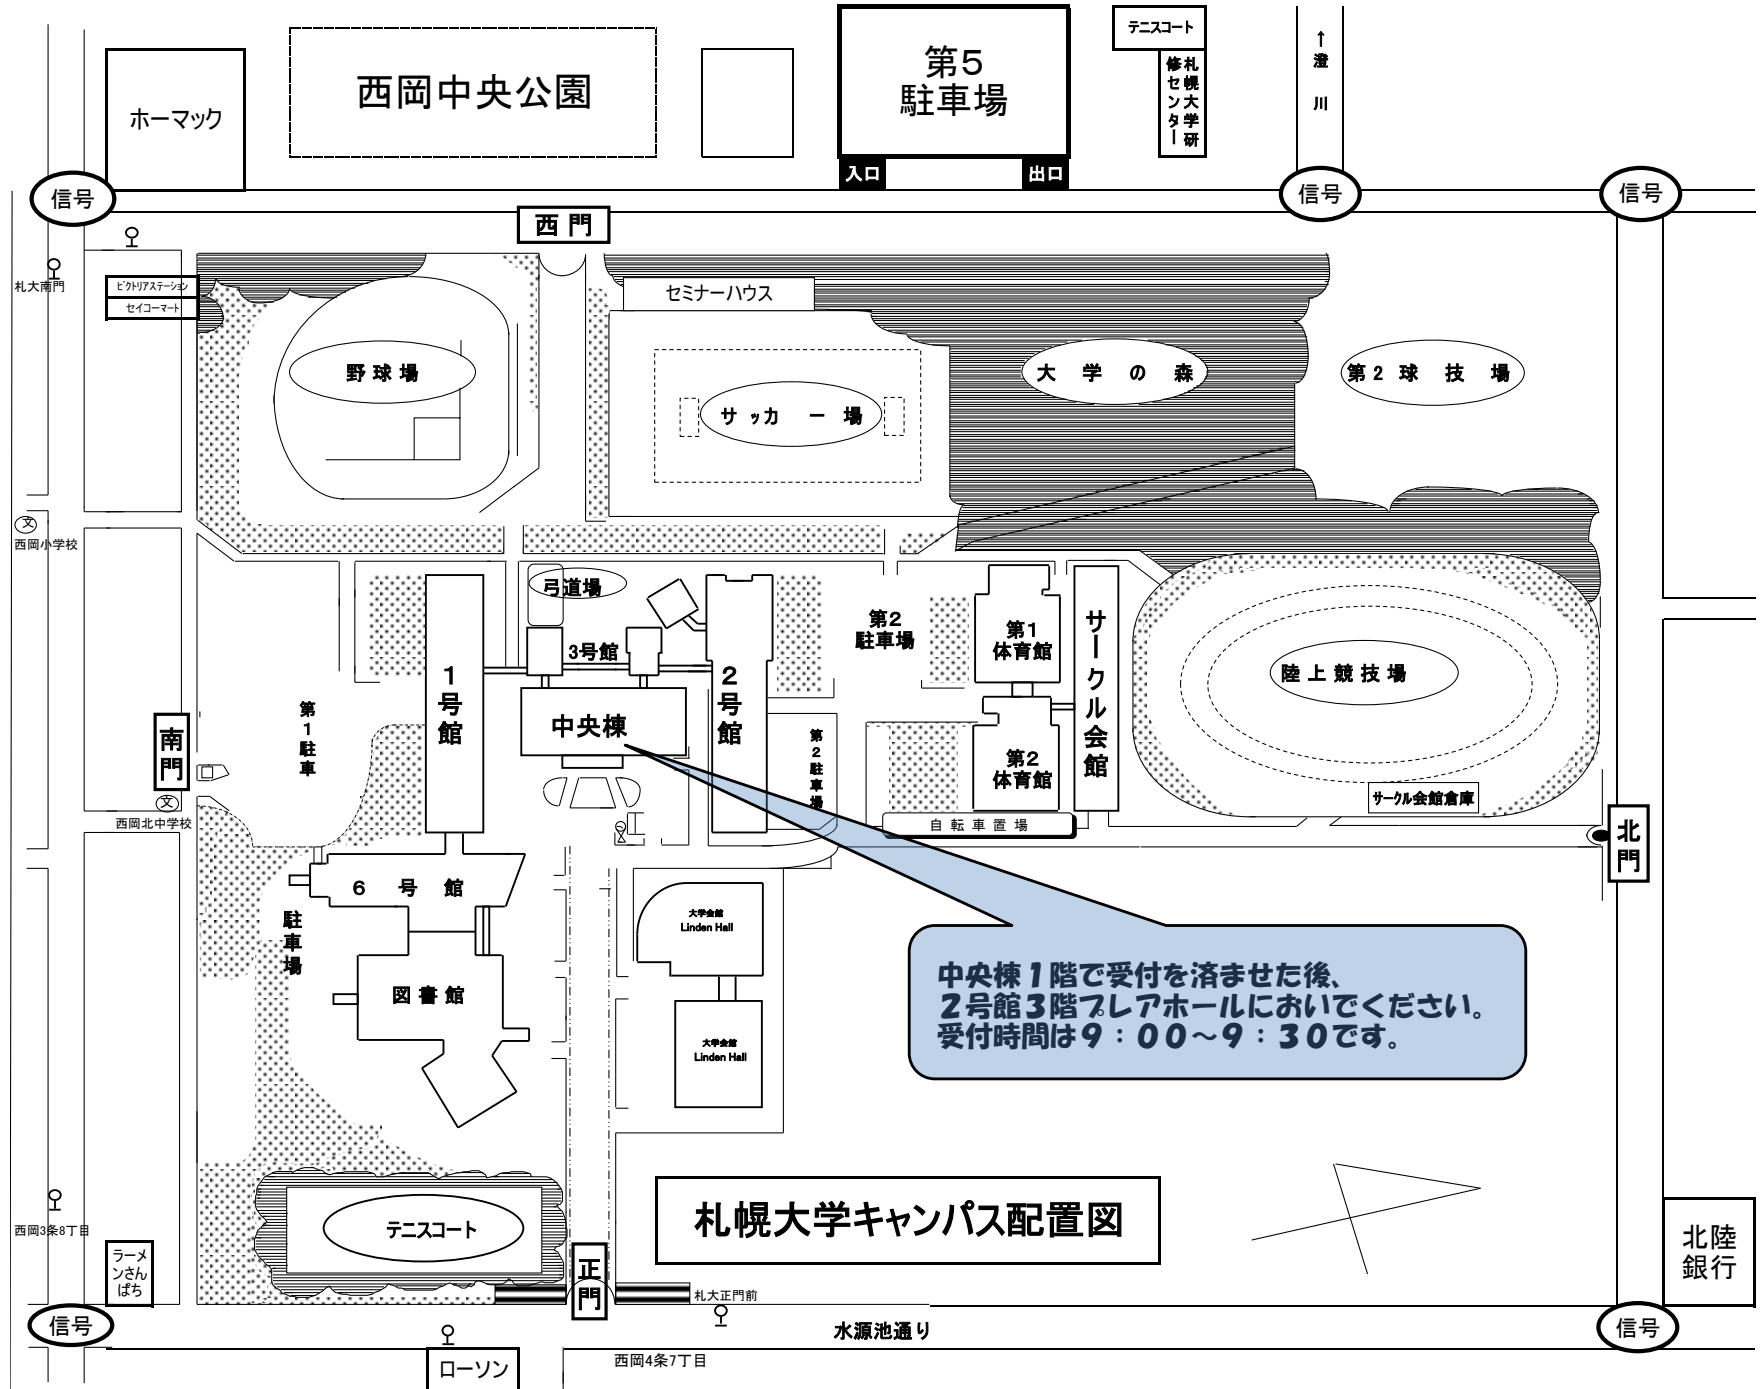 ホーマック
西岡中央公園
第5
駐車場
入口
出口
テニスコート
札幌大学研
修センター
↑澄川
信号
信号
信号
西門
札大南門
ビクトリアステーション
セイコーマート
セミナーハウス
野球場
サッカー場
大学の森
第2球技場
文
西岡小学校
弓道場
3号館
1号館
2号館
中央棟
第2
駐車場
第1
体育館
サークル会館
陸上競技場
第1駐車
南門
第2駐車場
第2
体育館
サークル会館倉庫
自転車置場
文
西岡北中学校
北門
6号館
駐車場
図書館
大学会館
Linden Hall
大学会館
Linden Hall
中央棟1階で受付を済ませた後、
2号館3階プレアホールにおいでください。
受付時間は9：00～9：30です。
西岡3条8丁目
テニスコート
札幌大学キャンパス配置図
ラーメ
ンさん
ぱち
正門
札大正門前
北陸
銀行
信号
水源池通り
信号
ローソン
西岡4条7丁目